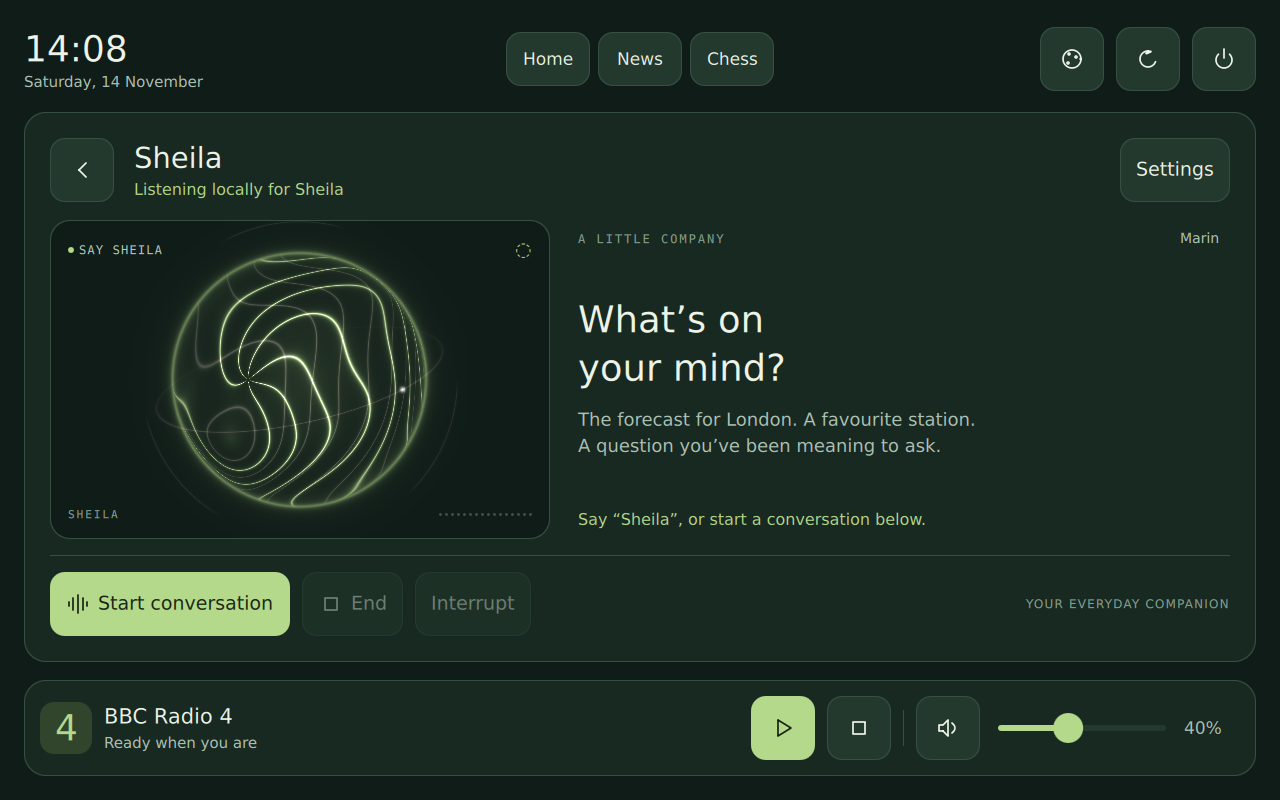 14:08
Saturday, 14 November
Home
News
Chess
Sheila
Listening locally for Sheila
Settings
SAY SHEILA
SHEILA
A LITTLE COMPANY
Marin
What’s on
your mind?
The forecast for London. A favourite station.
A question you’ve been meaning to ask.
Say “Sheila”, or start a conversation below.
Start conversation
End
Interrupt
YOUR EVERYDAY COMPANION
4
BBC Radio 4
Ready when you are
40%